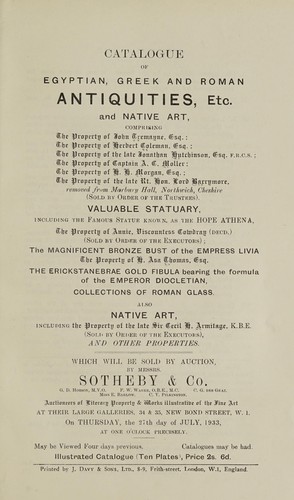 CATALOGUE
OF
EGYPTIAN, GREEK AND ROMAN
ANTIQUITIES, Etc.
and NATIVE ART,
COMPRISING
The Property of John Tremayne, Esq.;
The Property of Herbert Coleman, Esq.;
The Property of the late Jonathan Hutchinson, Esq. F.R.C.S.;
The Property of Captain A. C. Moller;
The Property of H. H. Morgan, Esq.;
The Property of the late Rt. Hon. Lord Barrymore,
removed from Marbury Hall, Northwich, Cheshire
(SOLD BY ORDER OF THE TRUSTEES).
VALUABLE STATUARY,
INCLUDING THE FAMOUS STATUE KNOWN, AS THE HOPE ATHENA,
The Property of Annie, Viscountess Cowdray (DECD.)
(SOLD BY ORDER OF THE EXECUTORS);
The MAGNIFICENT BRONZE BUST of the EMPRESS LIVIA
The Property of H. Asa Thomas, Esq.
THE ERICKSTANEBRAE GOLD FIBULA bearing the formula
of the EMPEROR DIOCLETIAN,
COLLECTIONS OF ROMAN GLASS.
ALSO
NATIVE ART,
INCLUDING the Property of the late Sir Cecil H. Armitage, K.B.E.
(SOLD BY ORDER OF THE EXECUTORS),
AND OTHER PROPERTIES.
WHICH WILL BE SOLD BY AUCTION,
BY MESSRS.
SOTHEBY & CO.
G. D. HOBSON, M.V.O. F. W. WARRE, O.B.E., M.C. C. G. DES GRAZ.
MISS E. BARLOW. C. V. PILKINGTON.
Auctioneers of Literary Property & Works illustrative of the Fine Art
AT THEIR LARGE GALLERIES, 34 & 35, NEW BOND STREET, W.1.
ON THURSDAY, THE 27th DAY OF JULY, 1933,
AT ONE O'CLOCK PRECISELY.
May be Viewed Four days previous. Catalogues may be had.
Illustrated Catalogue (Ten Plates), Price 2s. 6d.
Printed by J. DAVY & SONS, LTD., 8-9, Frith-street, London, W.1, England.